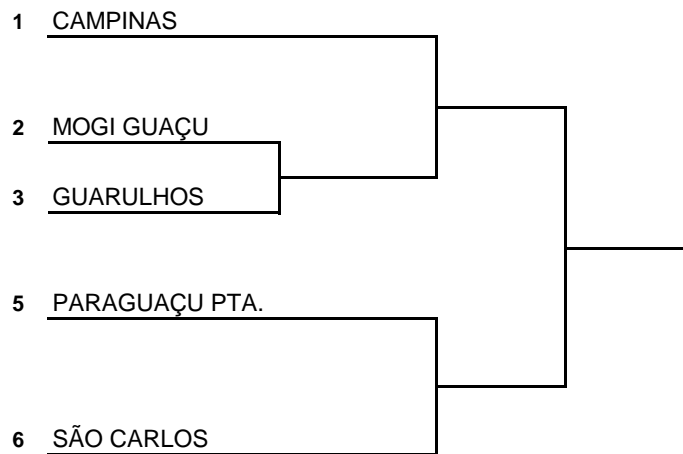 1 CAMPINAS
2 MOGI GUAÇU
3 GUARULHOS
5 PARAGUAÇU PTA.
6 SÃO CARLOS